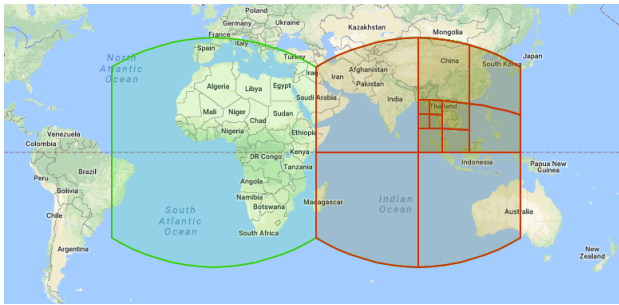 Poland
Germany
Ukraine
Kazakhstan
Mongolia
France
Spain
Italy
Turkey
North
Atlantic
Ocean
Iraq
Iran
Afghanistan
Pakistan
China
South Korea
Japan
Algeria
Libya
Egypt
Saudi Arabia
India
Thailand
Mali
Niger
Chad
Sudan
Nigeria
Ethiopia
Venezuela
Colombia
DR Congo
Kenya
Tanzania
Indonesia
Papua New
Guinea
Peru
Brazil
Bolivia
Angola
Namibia
Botswana
Madagascar
South
Atlantic
Ocean
Indian
Ocean
Australia
Chile
South Africa
Argentina
New
Zealand